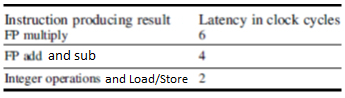 Instruction producing result Latency in clock cycles
FP multiply 6
FP add and sub 4
Integer operations and Load/Store 2